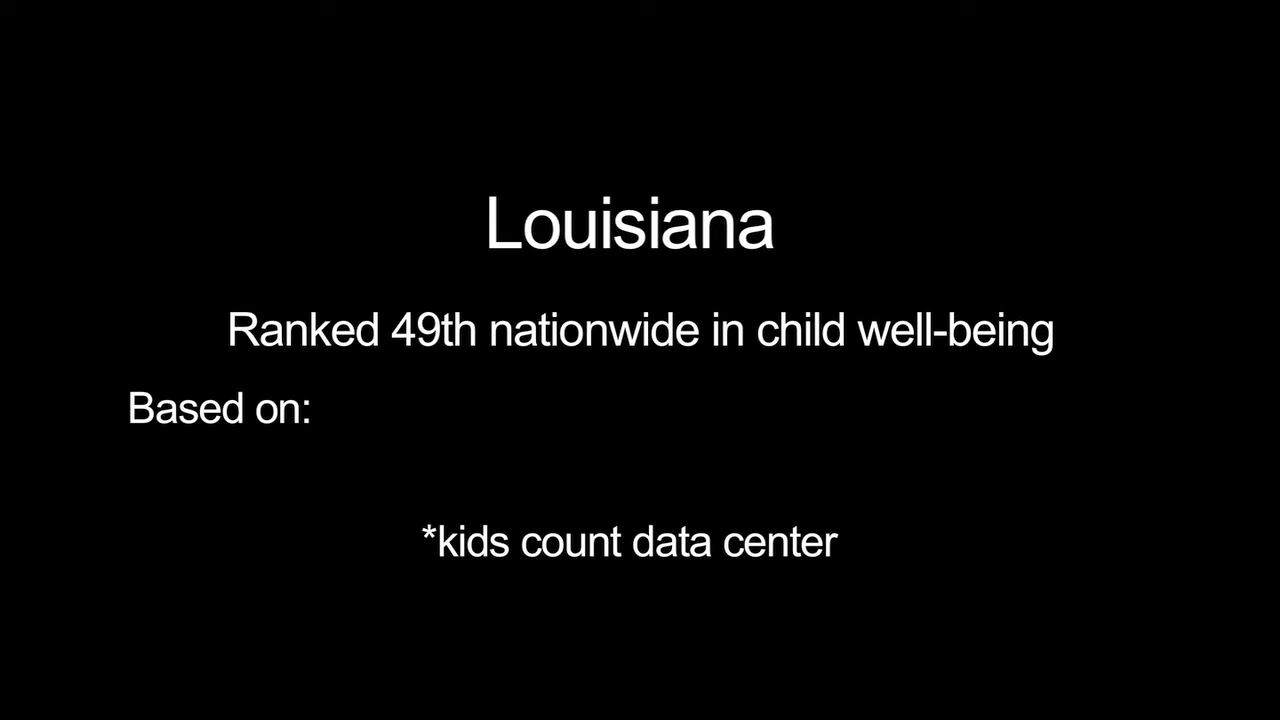 Louisiana
Ranked 49th nationwide in child well-being
Based on:
*kids count data center